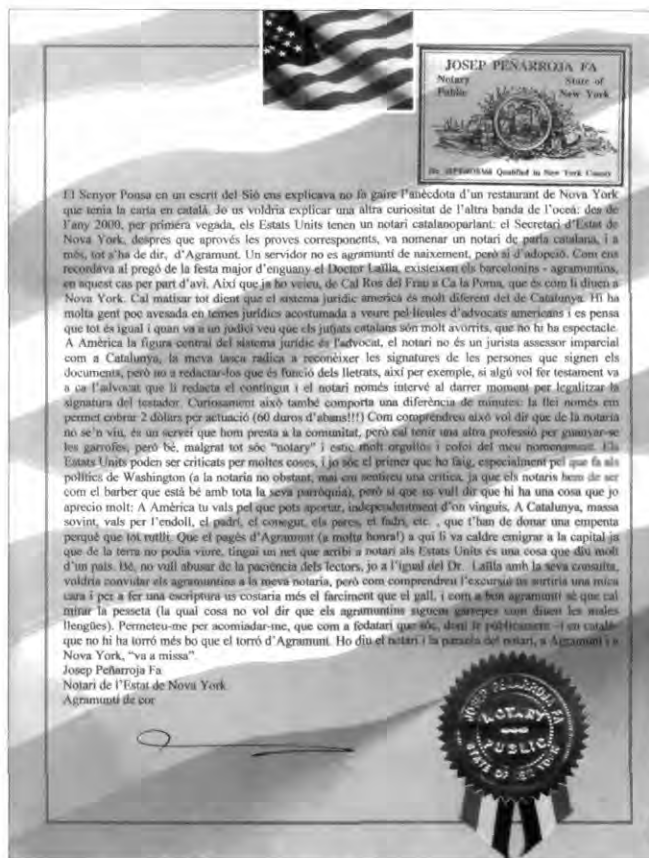 JOSEP PEÑARROJA FA
Notary State of
Public New York
Qualified in New York County
El Senyor Ponsa en un escrit del Sió ens explicava no fa gaire l'anècdota d'un restaurant de Nova York
que tenia la carta en català. Jo us voldria explicar una altra curiositat de l'altra banda de l'oceà: des de
l'any 2000, per primera vegada, els Estats Units tenen un notari catalanoparlant: el Secretari d'Estat de
Nova York, després que aprovés les proves corresponents, va nomenar un notari de parla catalana, i a
més, tot s'ha de dir, d'Agramunt. Un servidor no es agramuntí de naixement, però si d'adopció. Com ens
recordava al pregó de la festa major d'enguany el Doctor Lailla, existeixen els barcelonins - agramuntins,
en aquest cas per part d'avi. Així que ja ho veieu, de Cal Ros del Frau a Ca la Poma, que és com li diuen a
Nova York. Cal matisar tot dient que el sistema jurídic americà és molt diferent del de Catalunya. Hi ha
molta gent poc avesada en temes jurídics acostumada a veure pel·lícules d'advocats americans i es pensa
que tot és igual i quan va a un judici veu que els jutjats catalans són molt avorrits, que no hi ha espectacle.
A Amèrica la figura central del sistema jurídic és l'advocat, el notari no és un jurista assessor imparcial
com a Catalunya, la meva tasca radica a reconèixer les signatures de les persones que signen els
documents, però no a redactar-los que és funció dels lletrats, així per exemple, si algú vol fer testament va
a ca l'advocat que li redacta el contingut i el notari només intervé al darrer moment per legalitzar la
signatura del testador. Curiosament això també comporta una diferència de minutes: la llei només em
permet cobrar 2 dòlars per actuació (60 duros d'abans!!!) Com comprendreu això vol dir que de la notaria
no se'n viu, és un servei que hom presta a la comunitat, però cal tenir una altra professió per guanyar-se
les garrofes, però bé, malgrat tot sóc "notary" i estic molt orgullós i cofoi del meu nomenament. Els
Estats Units poden ser criticats per moltes coses, i jo sóc el primer que ho faig, especialment pel que fa als
polítics de Washington (a la notaria no obstant, mai em sentireu una crítica, ja que els notaris hem de ser
com el barber que està bé amb tota la seva parròquia), però si que us vull dir que hi ha una cosa que jo
aprecio molt: A Amèrica tu vals pel que pots aportar, independentment d'on vinguis, A Catalunya, massa
sovint, vals per l'endoll, el padrí, el conegut, els pares, el fadrí, etc. , que t'han de donar una empenta
perquè que tot rutlli. Que el pagès d'Agramunt (a molta honra!) a qui li va caldre emigrar a la capital ja
que de la terra no podia viure, tingui un net que arribi a notari als Estats Units és una cosa que diu molt
d'un país. Bé, no vull abusar de la paciència dels lectors, jo a l'igual del Dr. Lailla amb la seva consulta,
voldria convidar els agramuntins a la meva notaria, però com comprendreu l'excursió us sortiria una mica
cara i per a fer una escriptura us costaria més el farciment que el gall, i com a bon agramuntí sé que cal
mirar la pesseta (la qual cosa no vol dir que els agramuntins siguem garrepes com diuen les males
llengües). Permeteu-me per acomiadar-me, que com a fedatari que sóc, doni fe públicament -i en català-
que no hi ha torró més bo que el torró d'Agramunt. Ho diu el notari i la paraula del notari, a Agramunt i a
Nova York, "va a missa".
Josep Peñarroja Fa
Notari de l'Estat de Nova York
Agramuntí de cor
JOSEP PEÑARROJA FA
NOTARY
PUBLIC
STATE OF NEW YORK